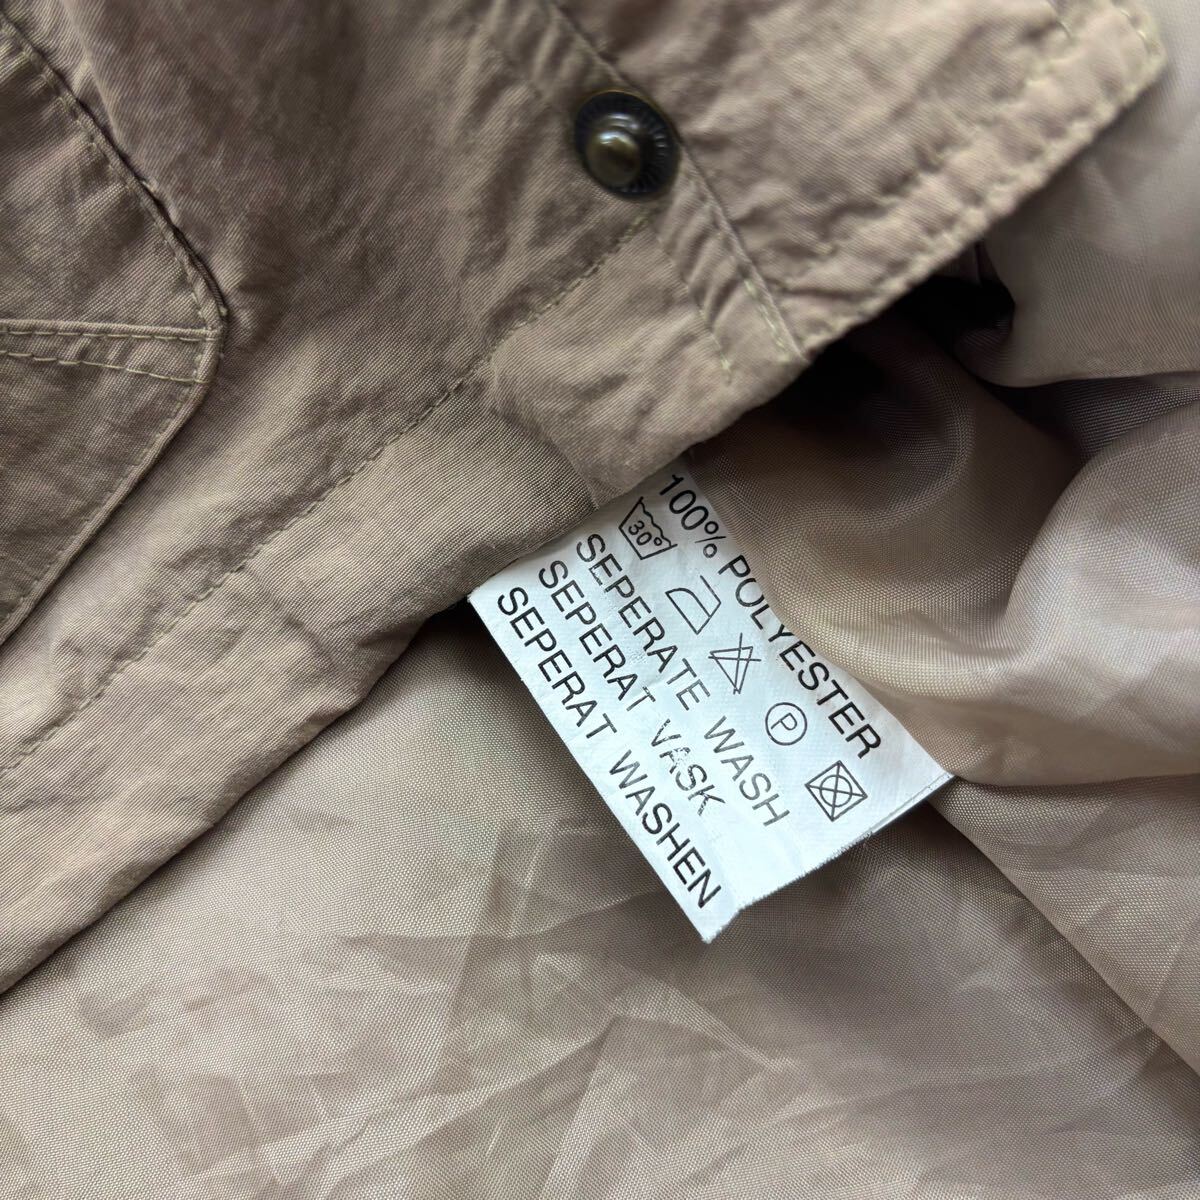 100% POLYESTER
30°
P
SEPERATE WASH
SEPERAT VASK
SEPERAT WASHEN